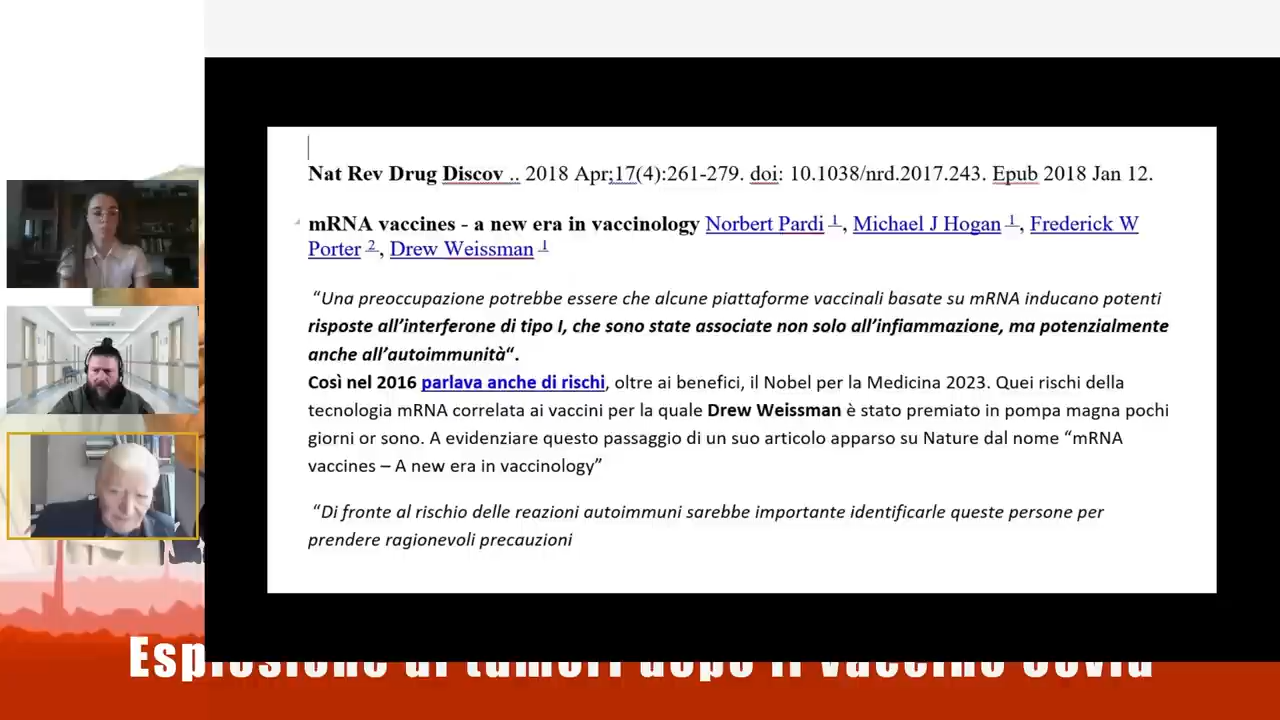 Nat Rev Drug Discov .. 2018 Apr;17(4):261-279. doi: 10.1038/nrd.2017.243. Epub 2018 Jan 12.
mRNA vaccines - a new era in vaccinology Norbert Pardi 1, Michael J Hogan 1, Frederick W
Porter 2, Drew Weissman 1
“Una preoccupazione potrebbe essere che alcune piattaforme vaccinali basate su mRNA inducano potenti
risposte all’interferone di tipo I, che sono state associate non solo all’infiammazione, ma potenzialmente
anche all’autoimmunità“.
Così nel 2016 parlava anche di rischi, oltre ai benefici, il Nobel per la Medicina 2023. Quei rischi della
tecnologia mRNA correlata ai vaccini per la quale Drew Weissman è stato premiato in pompa magna pochi
giorni or sono. A evidenziare questo passaggio di un suo articolo apparso su Nature dal nome “mRNA
vaccines – A new era in vaccinology”
“Di fronte al rischio delle reazioni autoimmuni sarebbe importante identificarle queste persone per
prendere ragionevoli precauzioni
Esplosione di tumori dopo il vaccino covid